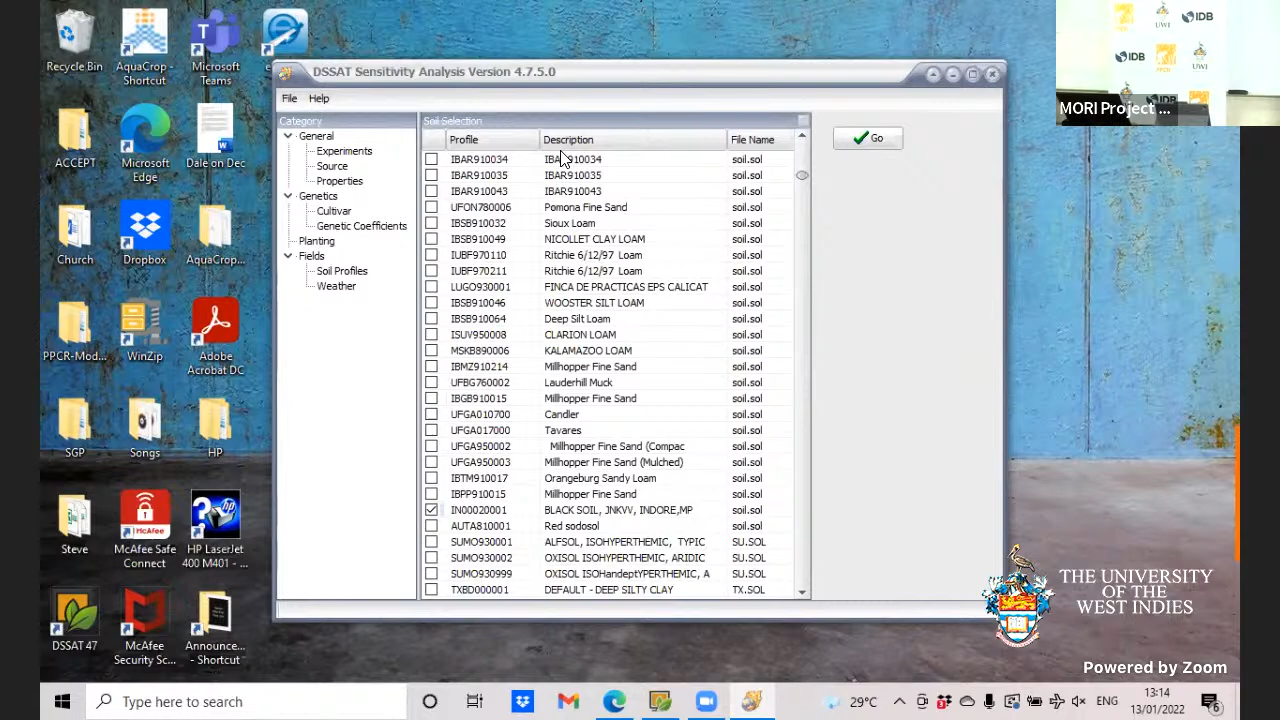 Recycle Bin
AquaCrop -
Shortcut
Microsoft
Teams
ACCEPT
Microsoft
Edge
Dale on Dec
Church
Dropbox
AquaCrop...
PPCR-Mod...
WinZip
Adobe
Acrobat DC
SGP
Songs
HP
Steve
McAfee Safe
Connect
HP LaserJet
400 M401 - ...
DSSAT 47
McAfee
Security Sc...
Announce...
- Shortcut
DSSAT Sensitivity Analysis Version 4.7.5.0
File Help
Category
General
Experiments
Source
Properties
Genetics
Cultivar
Genetic Coefficients
Planting
Fields
Soil Profiles
Weather
Soil Selection
Profile Description File Name
IBAR910034 IBAR910034 soil.sol
IBAR910035 IBAR910035 soil.sol
IBAR910043 IBAR910043 soil.sol
UFON780006 Pomona Fine Sand soil.sol
IBSB910032 Sioux Loam soil.sol
IBSB910049 NICOLLET CLAY LOAM soil.sol
IUBF970110 Ritchie 6/12/97 Loam soil.sol
IUBF970211 Ritchie 6/12/97 Loam soil.sol
LUGO930001 FINCA DE PRACTICAS EPS CALICAT soil.sol
IBSB910046 WOOSTER SILT LOAM soil.sol
IBSB910064 Deep Silt Loam soil.sol
ISUV950008 CLARION LOAM soil.sol
MSKB890006 KALAMAZOO LOAM soil.sol
IBMZ910214 Millhopper Fine Sand soil.sol
UFBG760002 Lauderhill Muck soil.sol
IBGB910015 Millhopper Fine Sand soil.sol
UFGA010700 Candler soil.sol
UFGA017000 Tavares soil.sol
UFGA950002 Millhopper Fine Sand (Compac soil.sol
UFGA950003 Millhopper Fine Sand (Mulched) soil.sol
IBTM910017 Orangeburg Sandy Loam soil.sol
IBPP910015 Millhopper Fine Sand soil.sol
IN00020001 BLACK SOIL, JNKVV, INDORE,MP soil.sol
AUTA810001 Red sodosol soil.sol
SUMO930001 ALFSOL, ISOHYPERTHEMIC, TYPIC SU.SOL
SUMO930002 OXISOL ISOHYPERTHEMIC, ARIDIC SU.SOL
SUMO930999 OXISOL ISOHandeptYPERTHEMIC, A SU.SOL
TXBD000001 DEFAULT - DEEP SILTY CLAY TX.SOL
Go
UWI IDB
IDB UWI
MORI Project ...
THE UNIVERSITY
OF THE
WEST INDIES
Powered by Zoom
Type here to search
29°C
ENG
13:14
13/01/2022
6